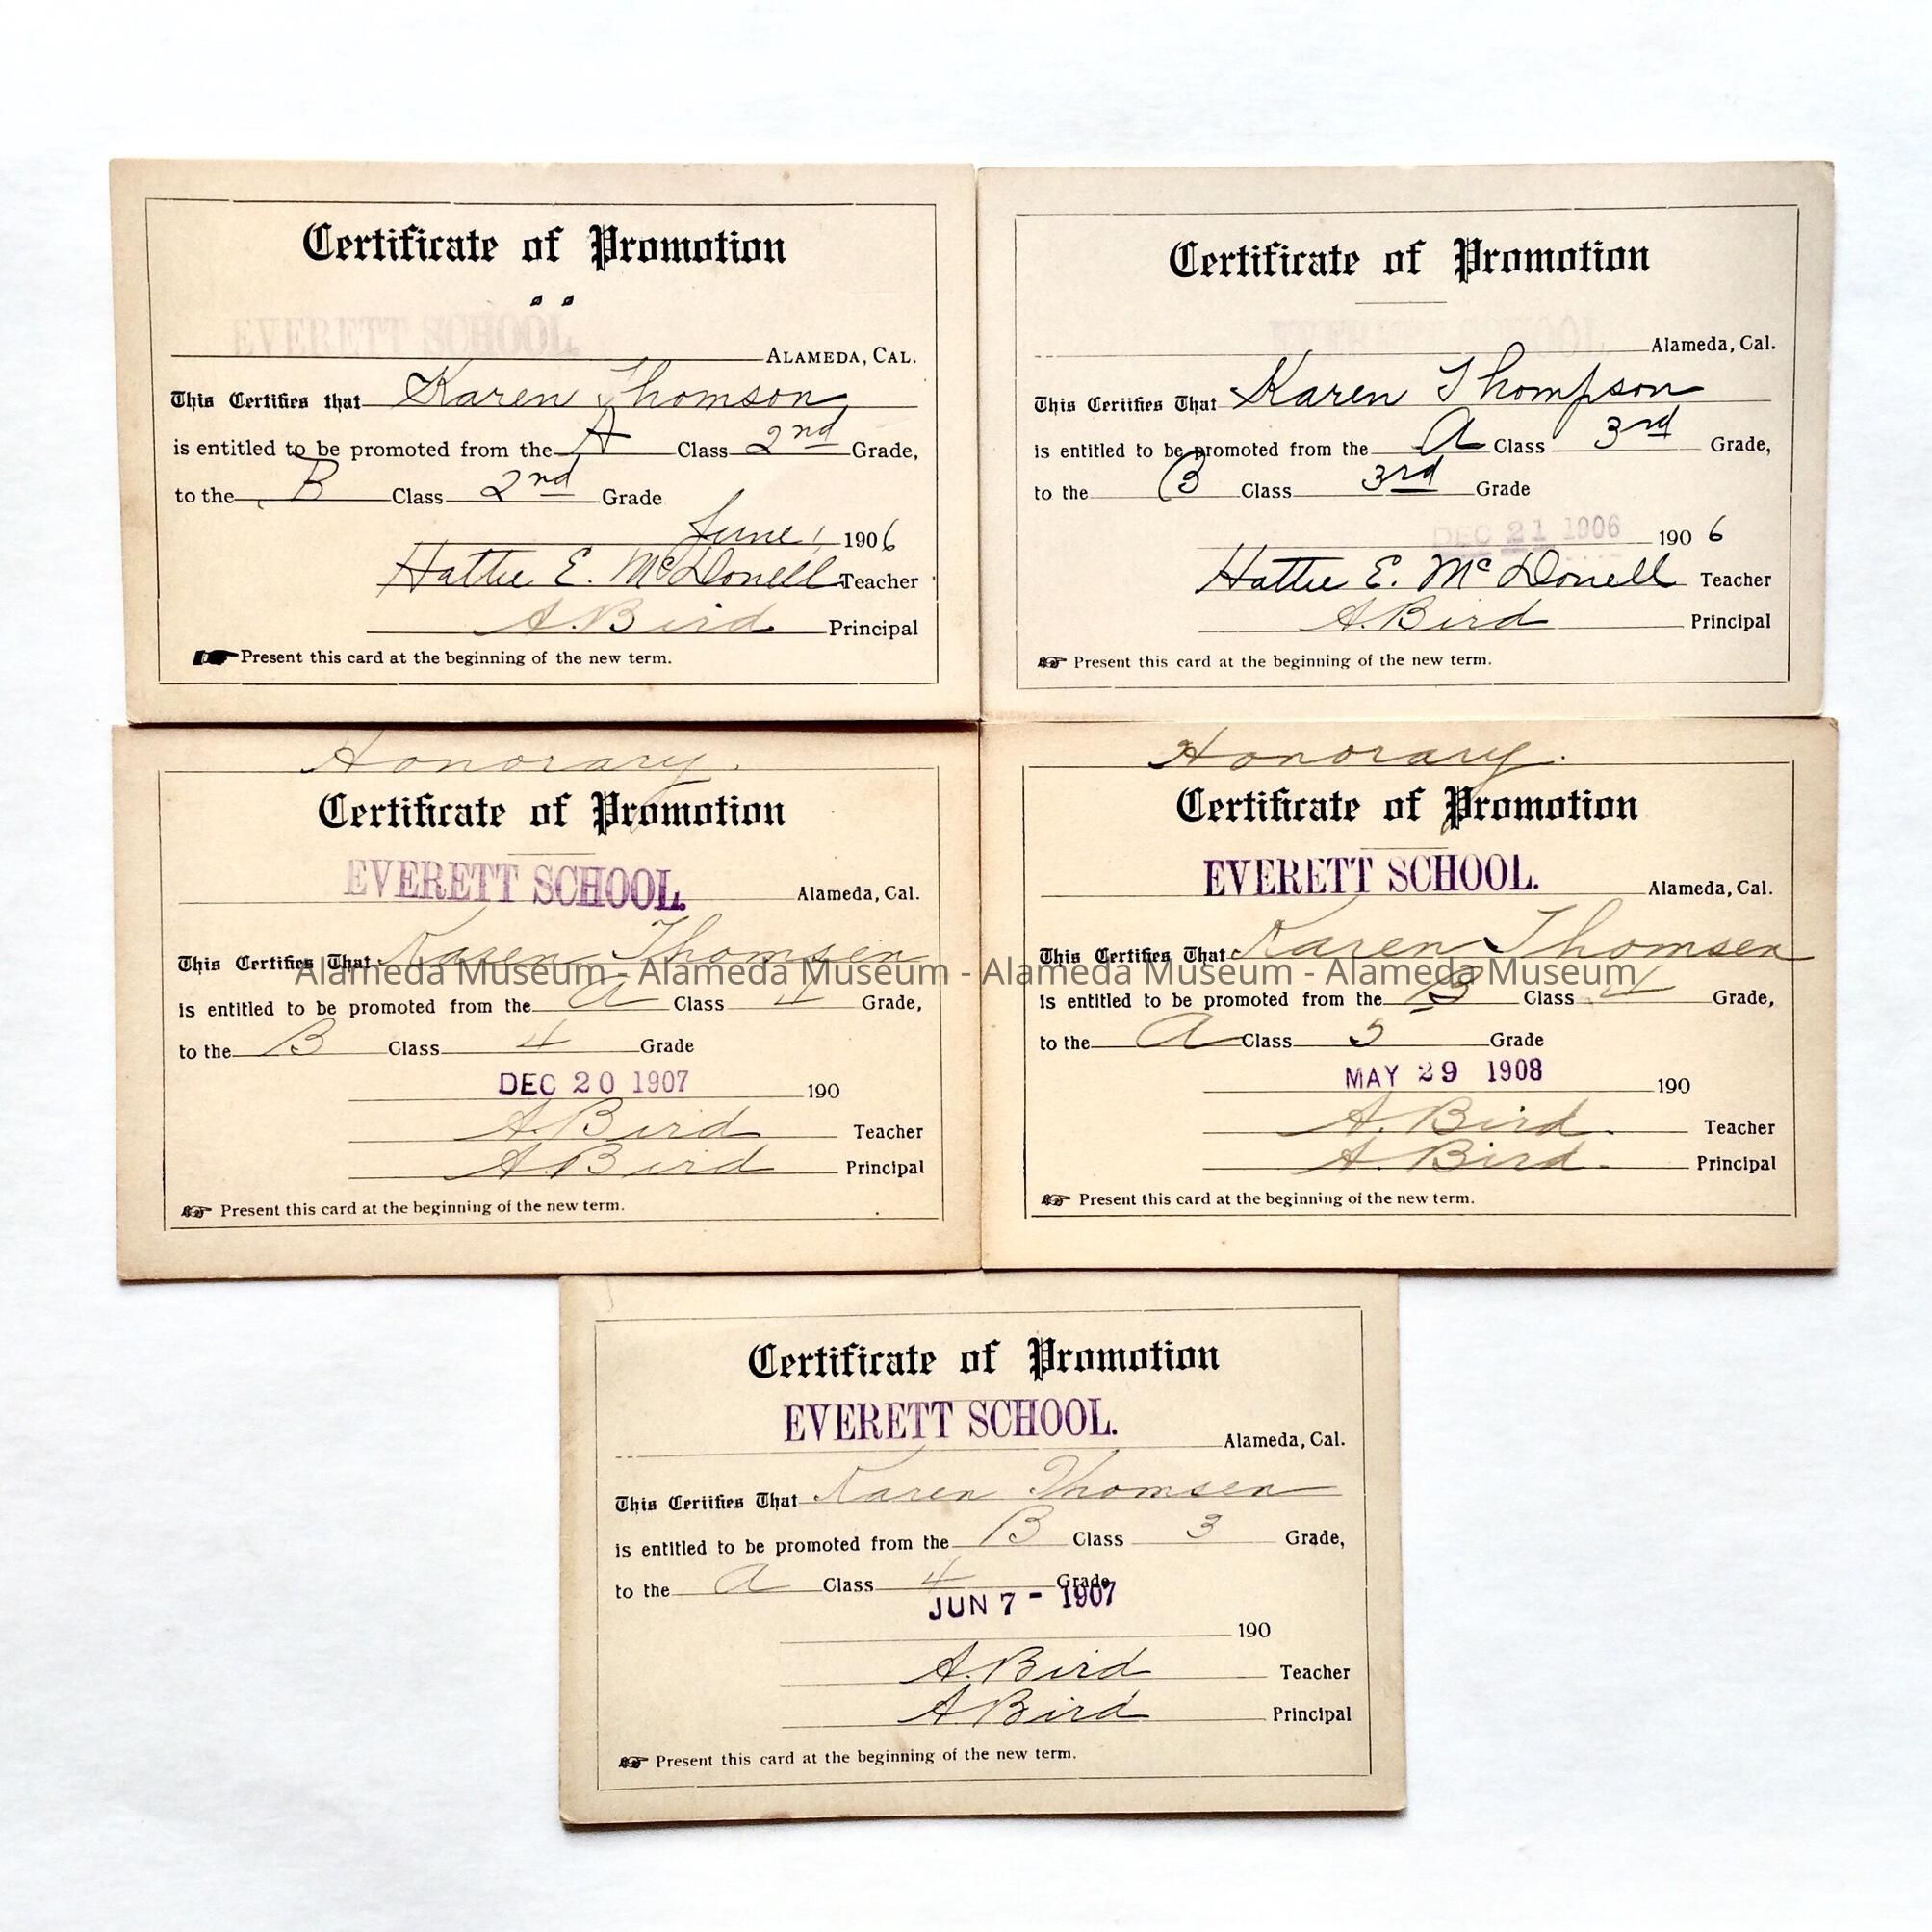 Certificate of Promotion
EVERETT SCHOOL.
ALAMEDA, CAL.
This Certifies that Karen Thomson,
is entitled to be promoted from the A Class 2nd Grade,
to the B Class 2nd Grade
June 1 1906
Hattie E. McDonell Teacher
A. Bird Principal
Present this card at the beginning of the new term.
Certificate of Promotion
EVERETT SCHOOL
Alameda, Cal.
This Certifies That Karen Thompson
is entitled to be promoted from the A Class 3rd Grade,
to the B Class 3rd Grade
DEC 21 1906 190 6
Hattie E. McDonell Teacher
A. Bird Principal
Present this card at the beginning of the new term.
Honorary.
Certificate of Promotion
EVERETT SCHOOL.
Alameda, Cal.
This Certifies That Karen Thomsen
is entitled to be promoted from the A Class 4 Grade,
to the B Class 4 Grade
DEC 20 1907 190
A. Bird Teacher
A. Bird Principal
Present this card at the beginning of the new term.
Honorary.
Certificate of Promotion
EVERETT SCHOOL.
Alameda, Cal.
This Certifies That Karen Thomsen
is entitled to be promoted from the B Class 4 Grade,
to the A Class 5 Grade
MAY 29 1908 190
A. Bird. Teacher
A. Bird. Principal
Present this card at the beginning of the new term.
Alameda Museum - Alameda Museum - Alameda Museum - Alameda Museum
Certificate of Promotion
EVERETT SCHOOL.
Alameda, Cal.
This Certifies That Karen Thomsen
is entitled to be promoted from the B Class 3 Grade,
to the A Class 4 Grade
JUN 7 - 1907
190
A. Bird Teacher
A Bird Principal
Present this card at the beginning of the new term.